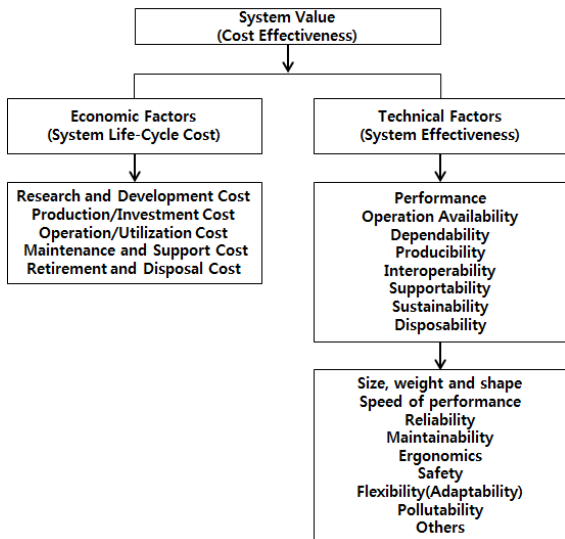 System Value
(Cost Effectiveness)
Economic Factors
(System Life-Cycle Cost)
Technical Factors
(System Effectiveness)
Research and Development Cost
Production/Investment Cost
Operation/Utilization Cost
Maintenance and Support Cost
Retirement and Disposal Cost
Performance
Operation Availability
Dependability
Producibility
Interoperability
Supportability
Sustainability
Disposability
Size, weight and shape
Speed of performance
Reliability
Maintainability
Ergonomics
Safety
Flexibility(Adaptability)
Pollutability
Others